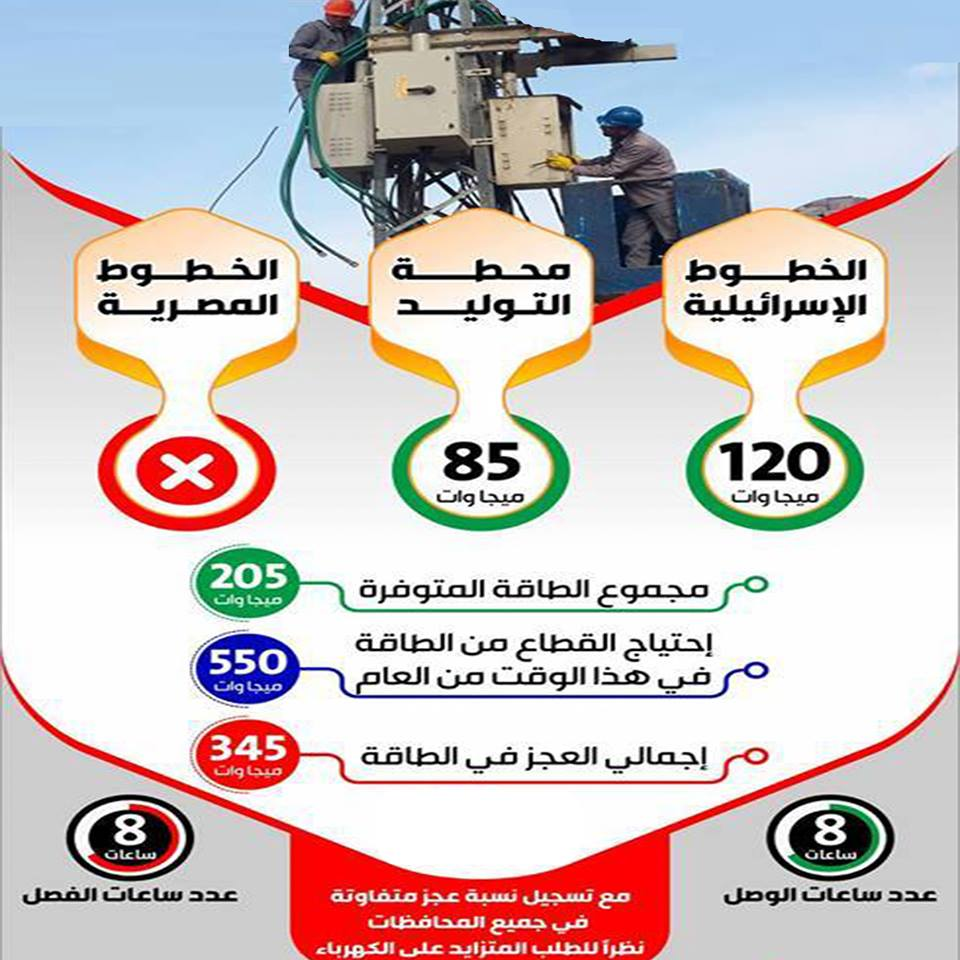 الخطوط
الإسرائيلية
120
ميجا وات
محطة
التوليد
85
ميجا وات
الخطوط
المصرية
مجموع الطاقة المتوفرة
205
ميجا وات
إحتياج القطاع من الطاقة
في هذا الوقت من العام
550
ميجا وات
إجمالي العجز في الطاقة
345
ميجا وات
8
ساعات
عدد ساعات الوصل
8
ساعات
عدد ساعات الفصل
مع تسجيل نسبة عجز متفاوتة
في جميع المحافظات
نظراً للطلب المتزايد على الكهرباء